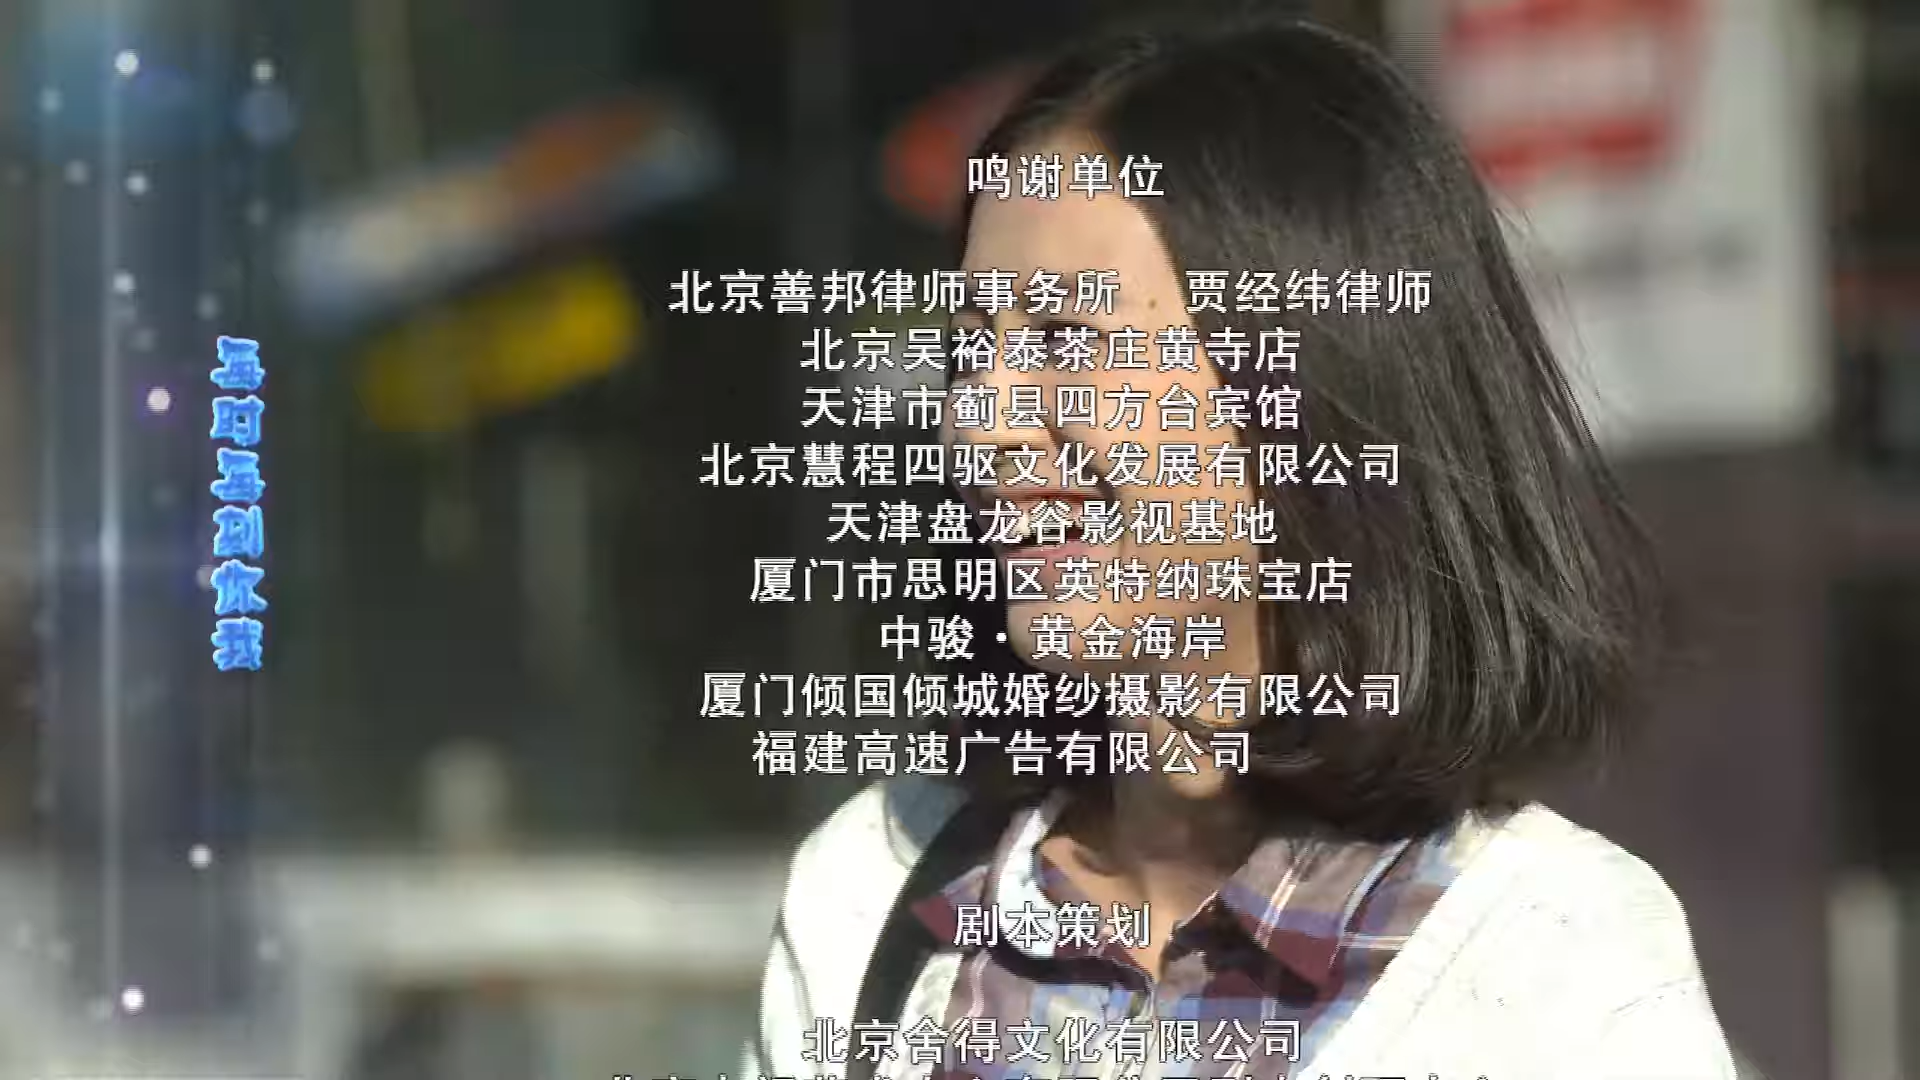 每时每刻你我
鸣谢单位
北京善邦律师事务所 . 贾经纬律师
北京吴裕泰茶庄黄寺店
天津市蓟县四方台宾馆
北京慧程四驱文化发展有限公司
天津盘龙谷影视基地
厦门市思明区英特纳珠宝店
中骏·黄金海岸
厦门倾国倾城婚纱摄影有限公司
福建高速广告有限公司
剧本策划
北京舍得文化有限公司